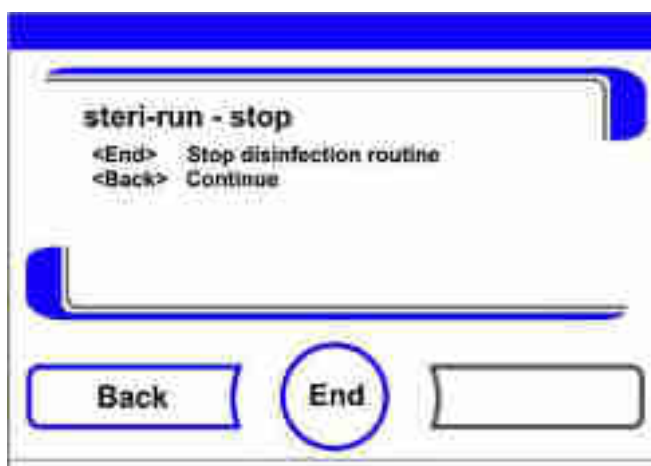 steri-run - stop
<End> Stop disinfection routine
<Back> Continue
Back
End